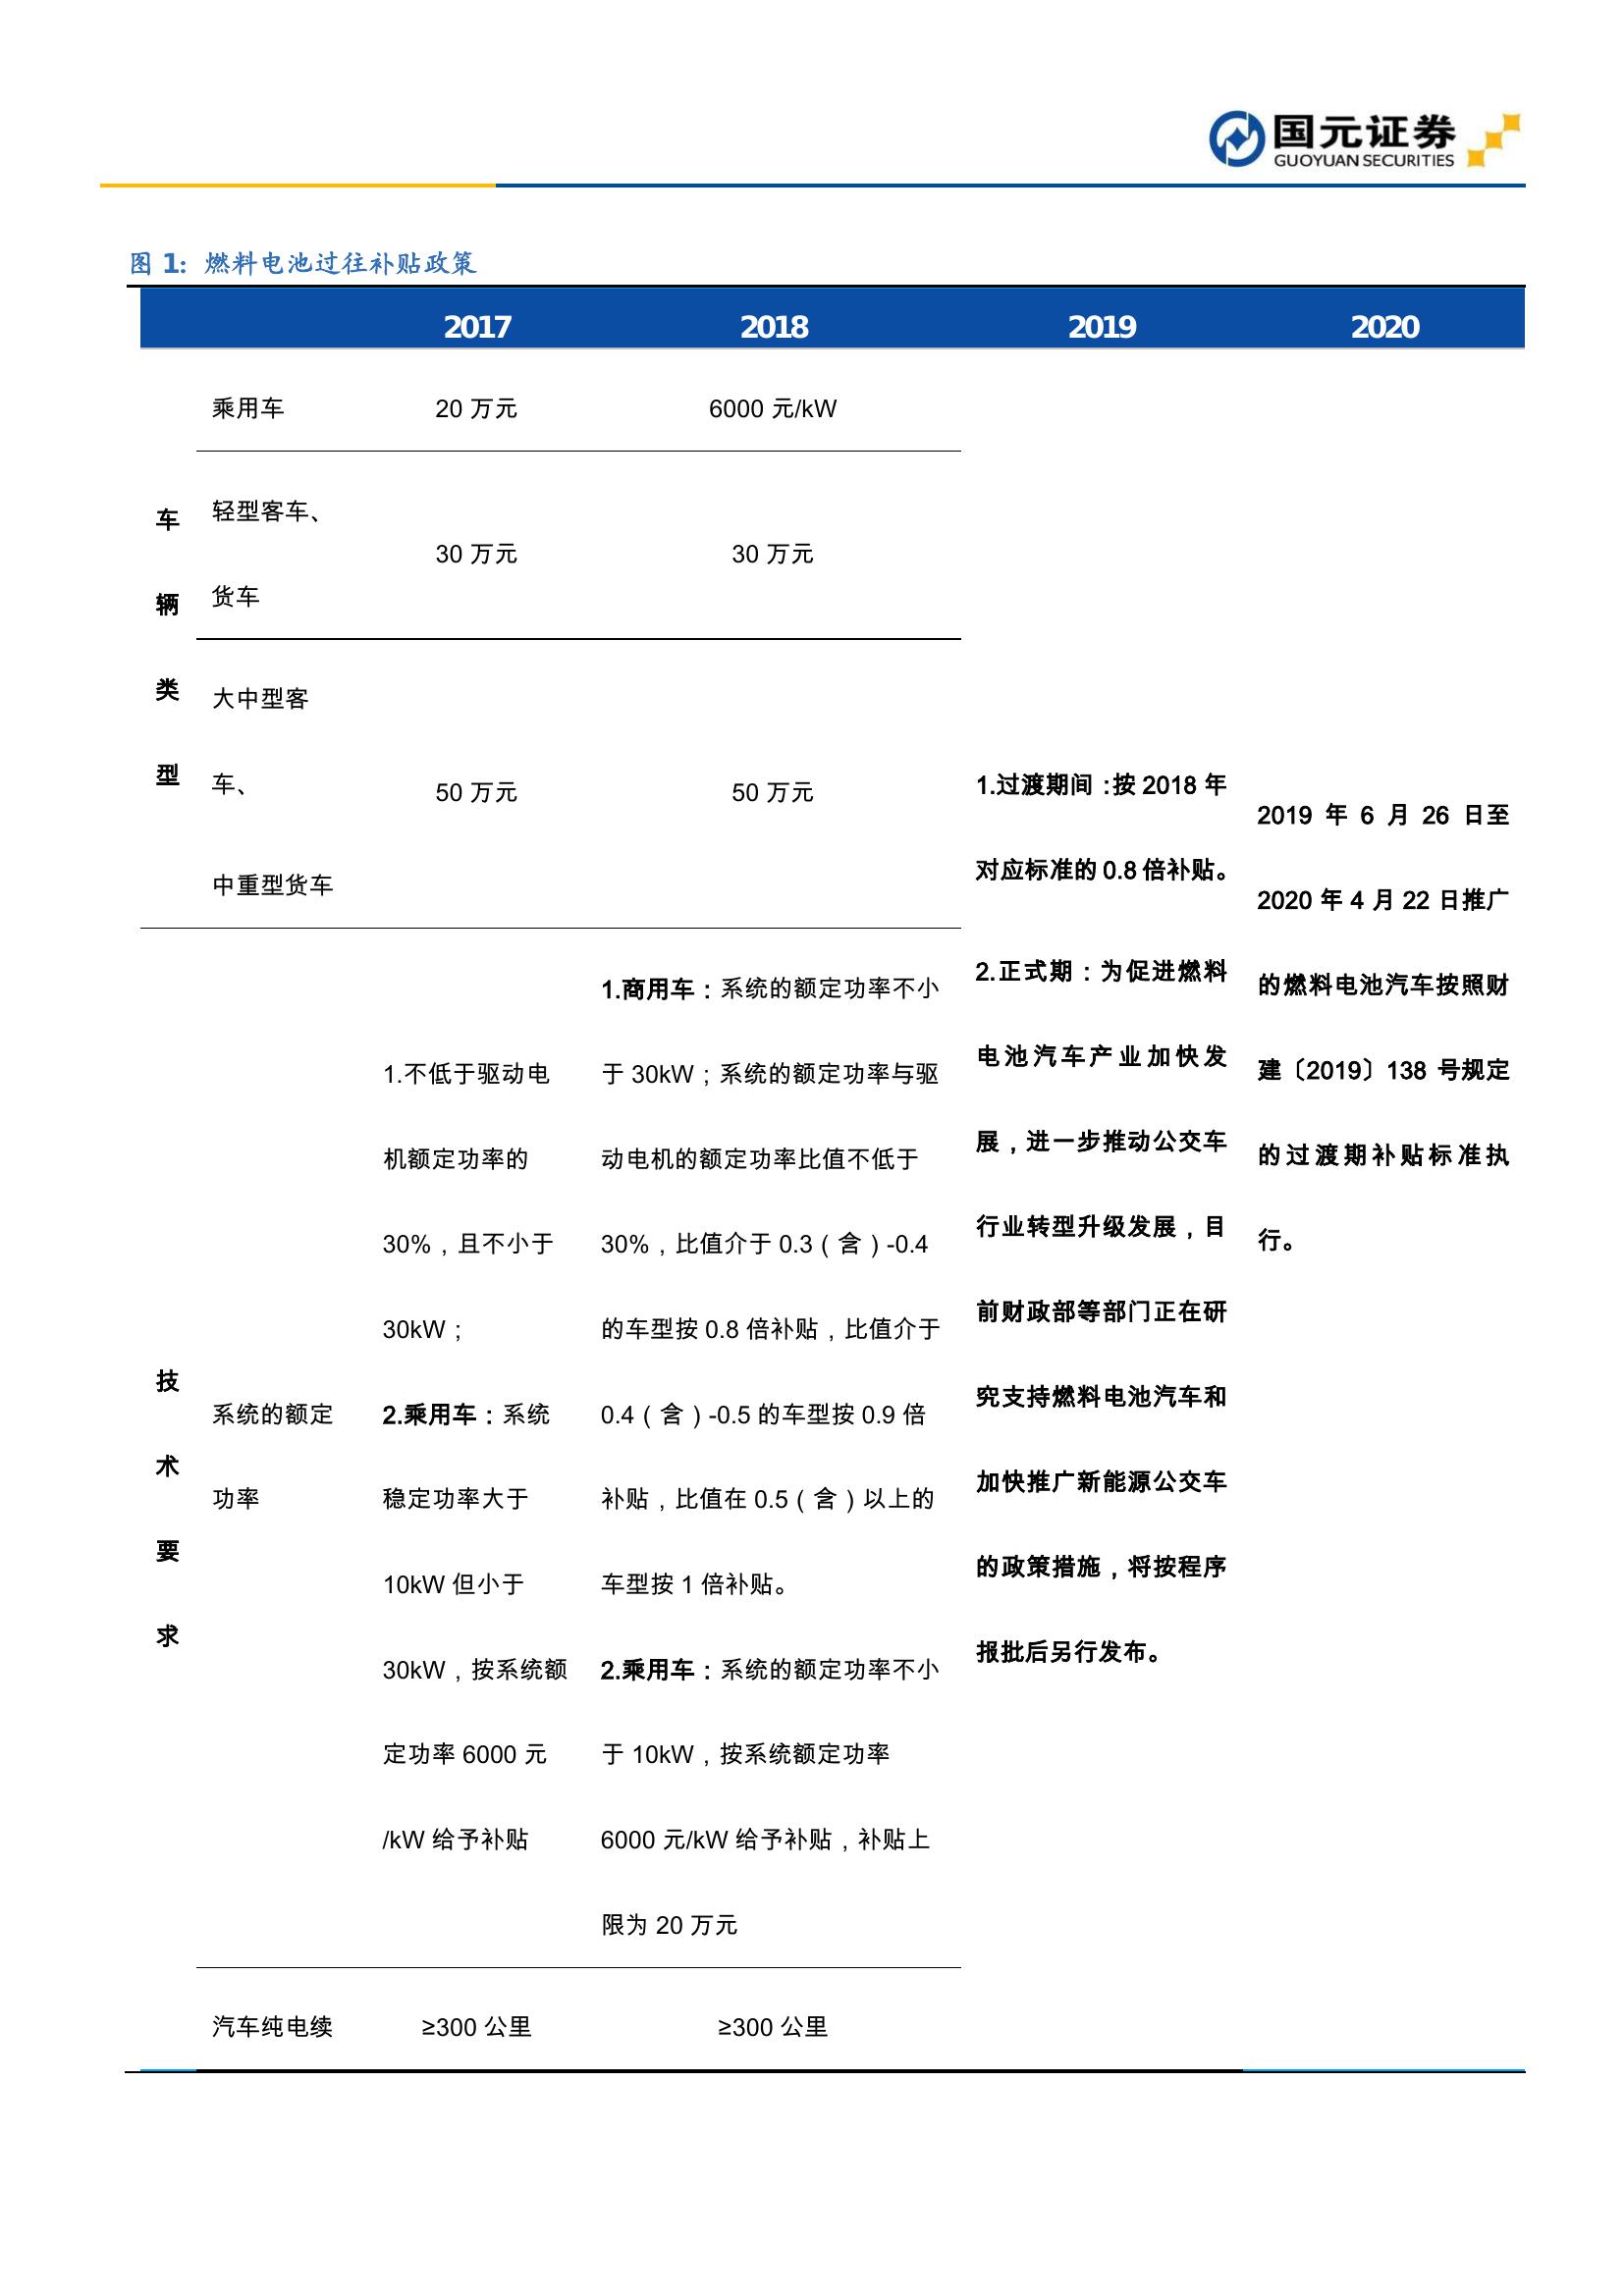 国元证券
GUOYUAN SECURITIES
图 1：燃料电池过往补贴政策
2017 2018 2019 2020
车
辆
类
型
乘用车 20 万元 6000 元/kW
轻型客车、
货车
30 万元 30 万元
大中型客
车、
中重型货车
50 万元 50 万元
技
术
要
求
系统的额定
功率
1.不低于驱动电
机额定功率的
30%，且不小于
30kW；
2.乘用车：系统
稳定功率大于
10kW 但小于
30kW，按系统额
定功率 6000 元
/kW 给予补贴
1.商用车：系统的额定功率不小
于 30kW；系统的额定功率与驱
动电机的额定功率比值不低于
30%，比值介于 0.3（含）-0.4
的车型按 0.8 倍补贴，比值介于
0.4（含）-0.5 的车型按 0.9 倍
补贴，比值在 0.5（含）以上的
车型按 1 倍补贴。
2.乘用车：系统的额定功率不小
于 10kW，按系统额定功率
6000 元/kW 给予补贴，补贴上
限为 20 万元
汽车纯电续 ≥300 公里 ≥300 公里
1.过渡期间：按 2018 年
对应标准的 0.8 倍补贴。
2.正式期：为促进燃料
电池汽车产业加快发
展，进一步推动公交车
行业转型升级发展，目
前财政部等部门正在研
究支持燃料电池汽车和
加快推广新能源公交车
的政策措施，将按程序
报批后另行发布。
2019 年 6 月 26 日至
2020 年 4 月 22 日推广
的燃料电池汽车按照财
建〔2019〕138 号规定
的过渡期补贴标准执
行。